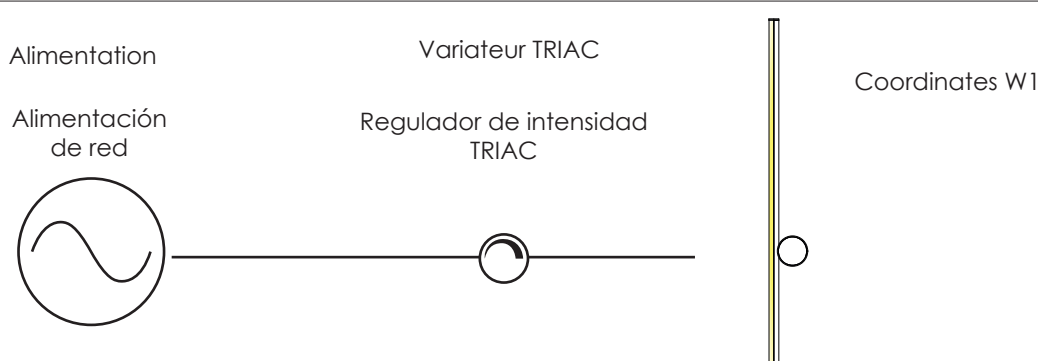 Alimentation
Variateur TRIAC
Coordinates W1
Alimentación
de red
Regulador de intensidad
TRIAC